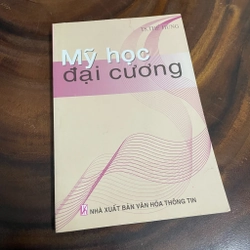 Mỹ học
đại cương
NHÀ XUẤT BẢN VĂN HÓA THÔNG TIN